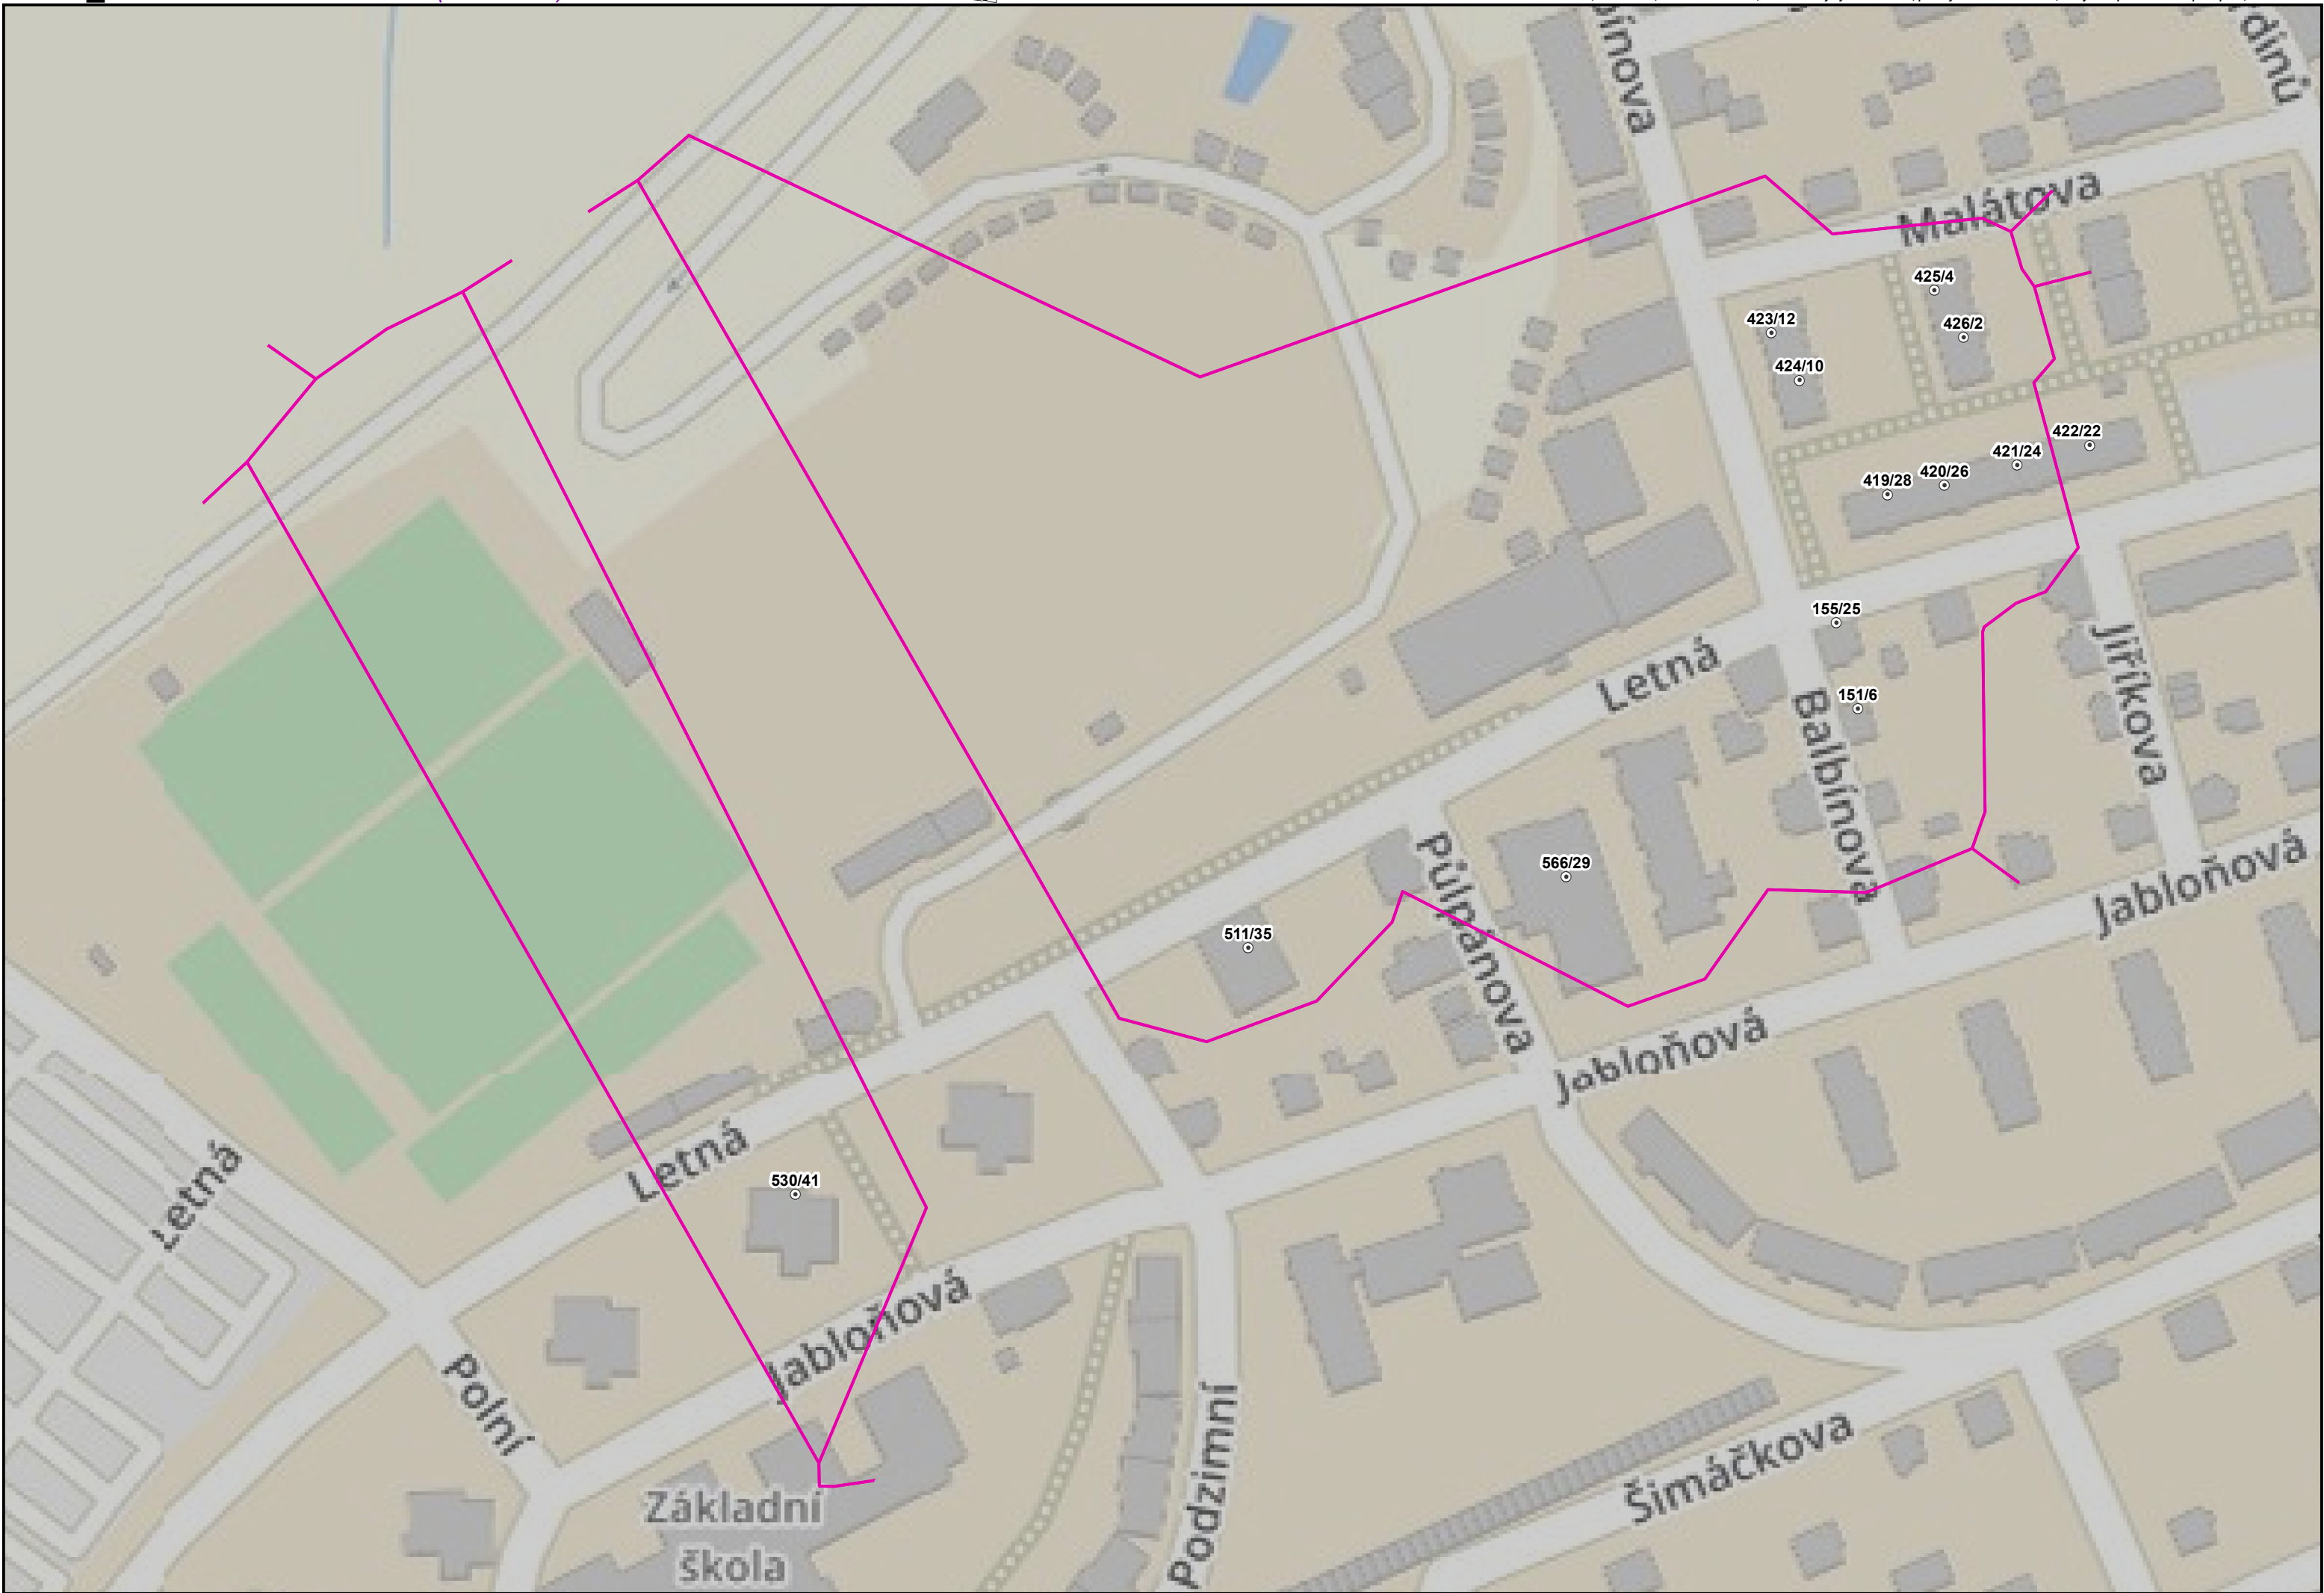 Malátova
425/4
423/12
426/2
424/10
422/22
421/24
420/26
419/28
155/25
Jiříkova
Letná
151/6
Balbínova
Půlpánova
566/29
Jabloňová
511/35
Jabloňová
Letná
Letná
530/41
Jabloňová
Polní
Podzimní
Šimáčkova
Základní
škola